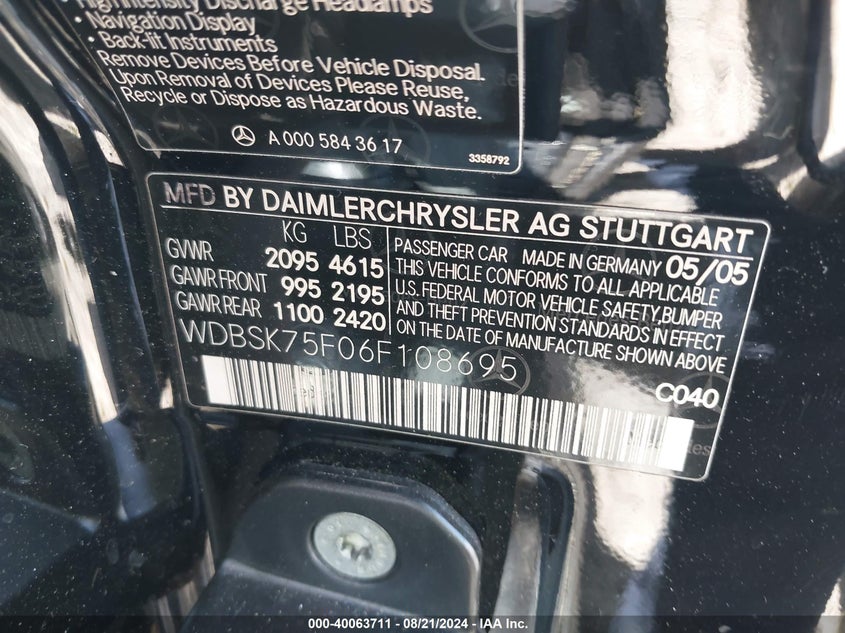 High Intensity Discharge Headlamps
• Navigation Display
• Back-lit Instruments
Remove Devices Before Vehicle Disposal.
Upon Removal of Devices Please Reuse,
Recycle or Dispose as Hazardous Waste.
A 000 584 36 17
3358792
MFD BY DAIMLERCHRYSLER AG STUTTGART
KG LBS
GVWR 2095 4615
GAWR FRONT 995 2195
GAWR REAR 1100 2420
PASSENGER CAR MADE IN GERMANY 05/05
THIS VEHICLE CONFORMS TO ALL APPLICABLE
U.S. FEDERAL MOTOR VEHICLE SAFETY,BUMPER
AND THEFT PREVENTION STANDARDS IN EFFECT
ON THE DATE OF MANUFACTURE SHOWN ABOVE
WDBSK75F06F108695
C040
000-40063711 - 08/21/2024 - IAA Inc.